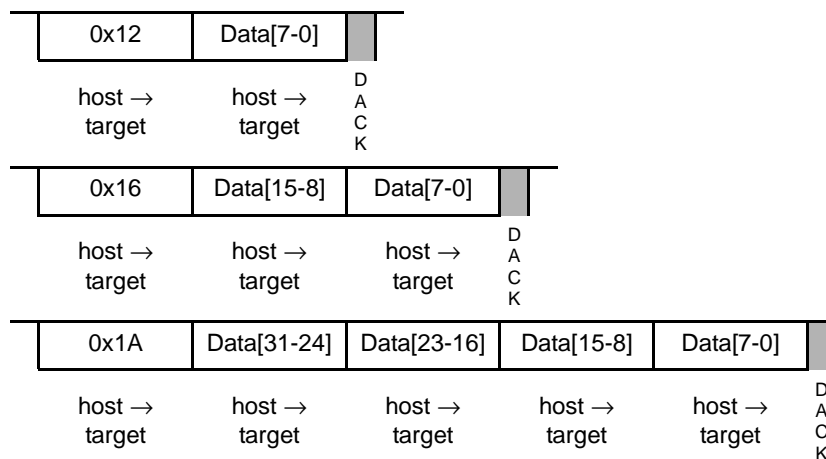 0x12 Data[7-0]
host → host →
target target
D
A
C
K
0x16 Data[15-8] Data[7-0]
host → host → host →
target target target
D
A
C
K
0x1A Data[31-24] Data[23-16] Data[15-8] Data[7-0]
host → host → host → host → host →
target target target target target
D
A
C
K